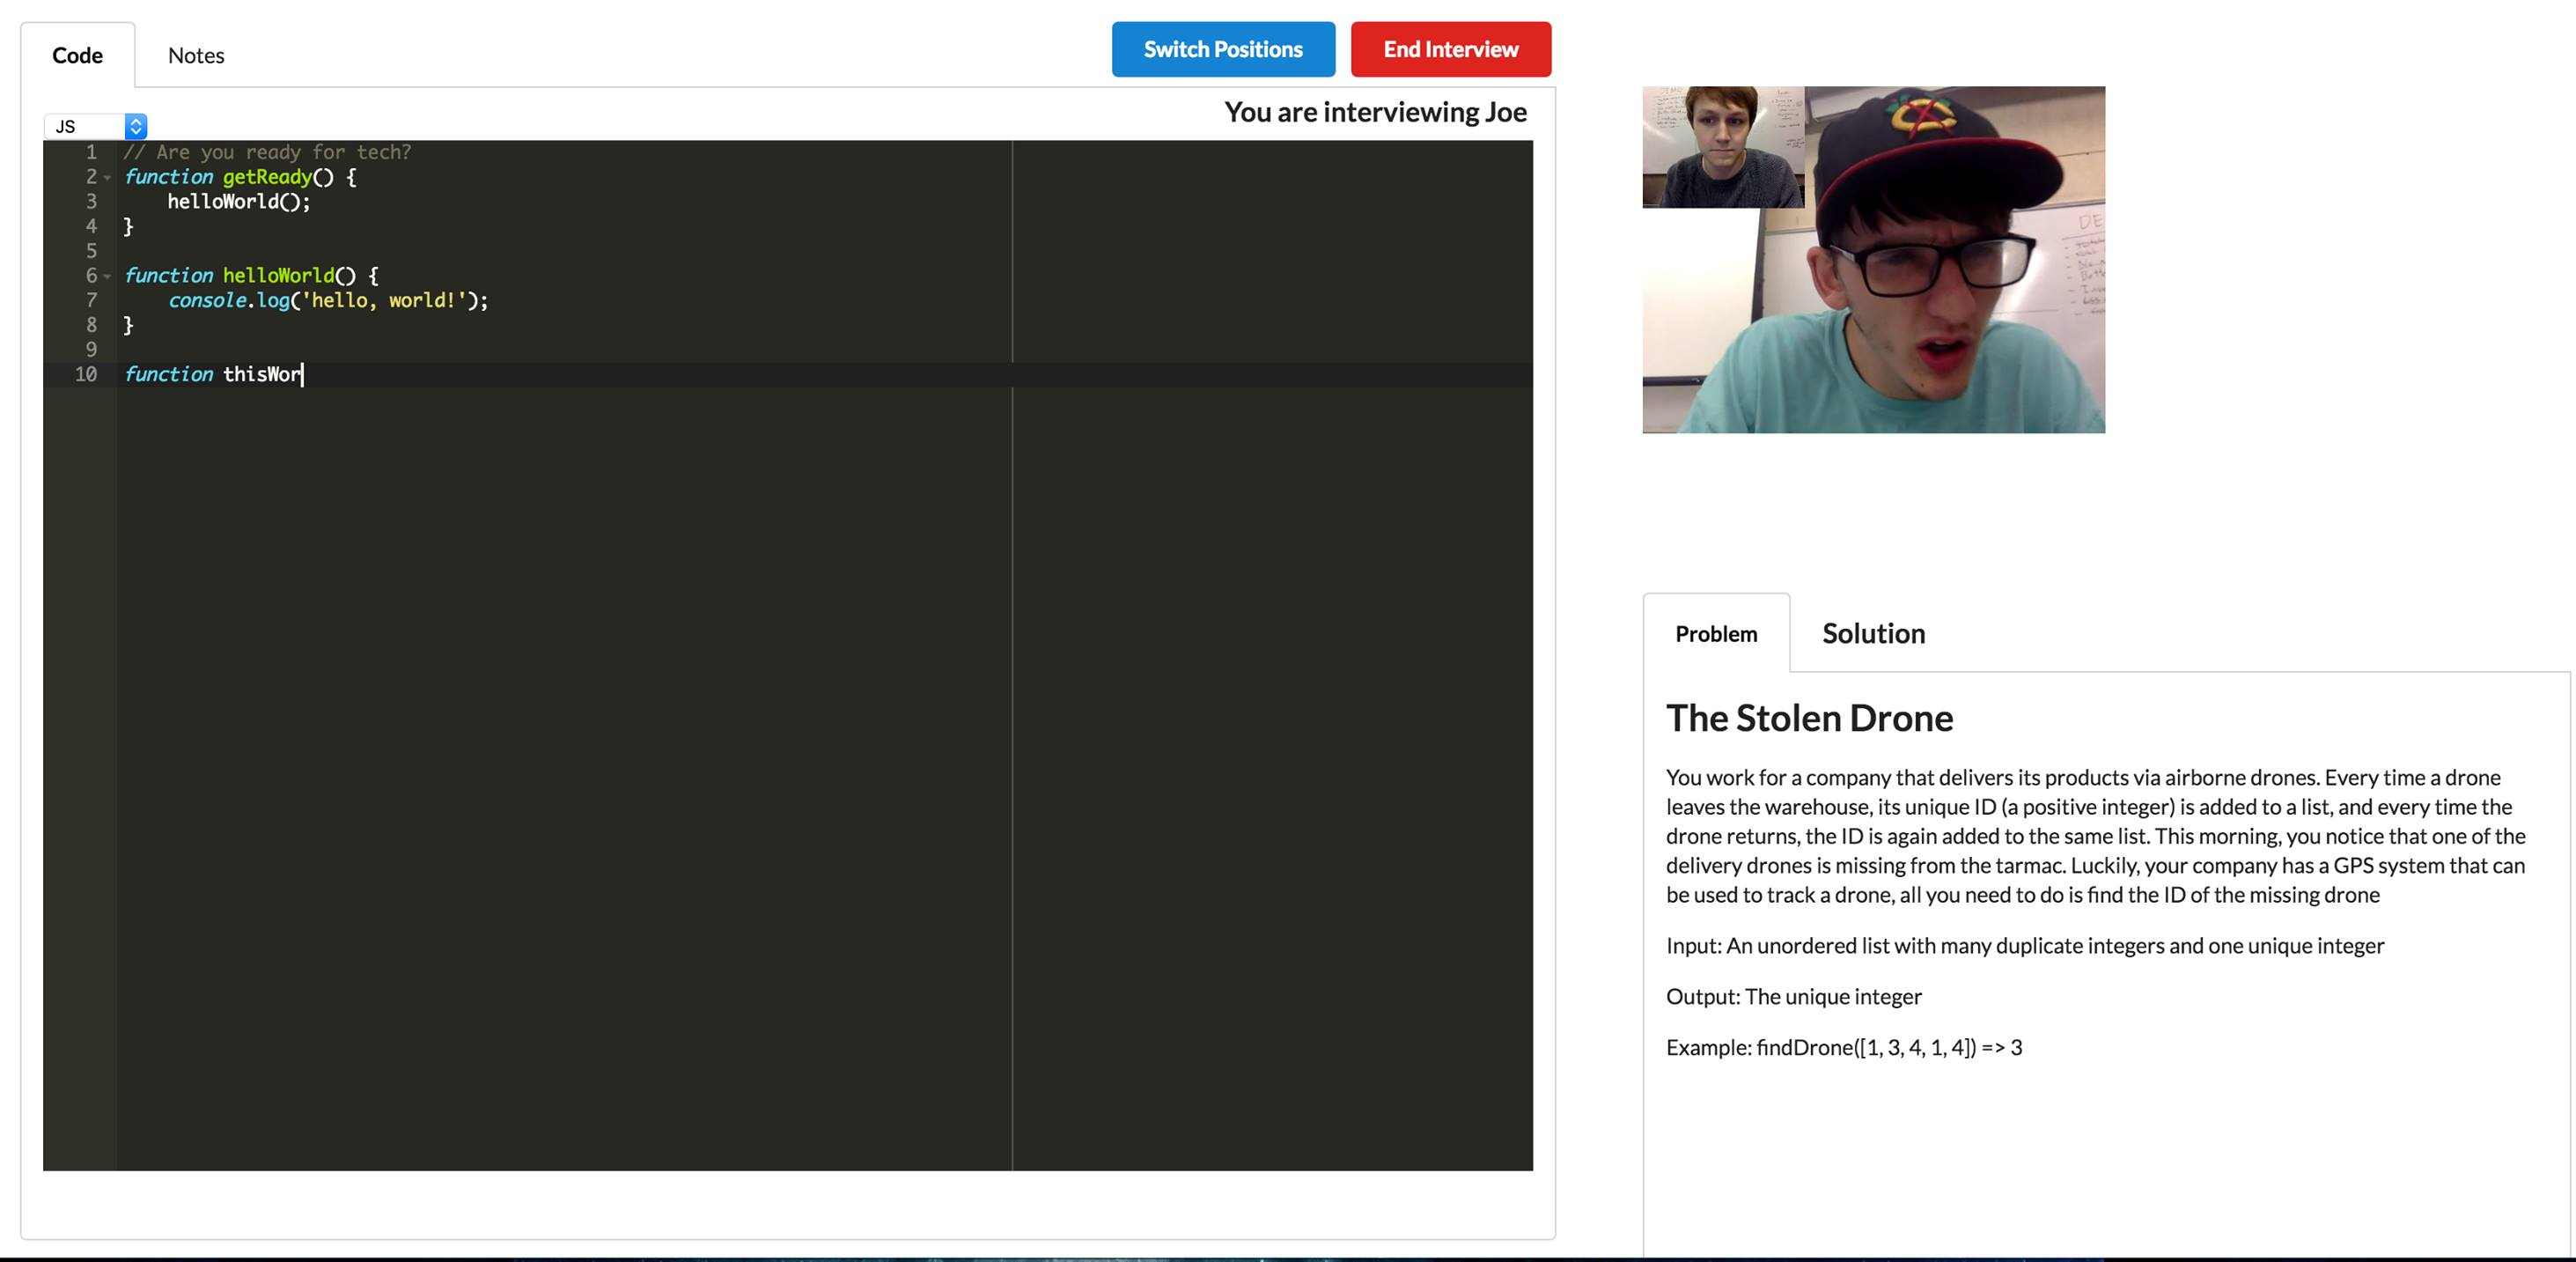 Code
Notes
Switch Positions
End Interview
You are interviewing Joe
JS
1 // Are you ready for tech?
2 function getReady() {
3     helloWorld();
4 }
5
6 function helloWorld() {
7     console.log('hello, world!');
8 }
9
10 function thisWor
Problem
Solution
The Stolen Drone
You work for a company that delivers its products via airborne drones. Every time a drone
leaves the warehouse, its unique ID (a positive integer) is added to a list, and every time the
drone returns, the ID is again added to the same list. This morning, you notice that one of the
delivery drones is missing from the tarmac. Luckily, your company has a GPS system that can
be used to track a drone, all you need to do is find the ID of the missing drone
Input: An unordered list with many duplicate integers and one unique integer
Output: The unique integer
Example: findDrone([1, 3, 4, 1, 4]) => 3